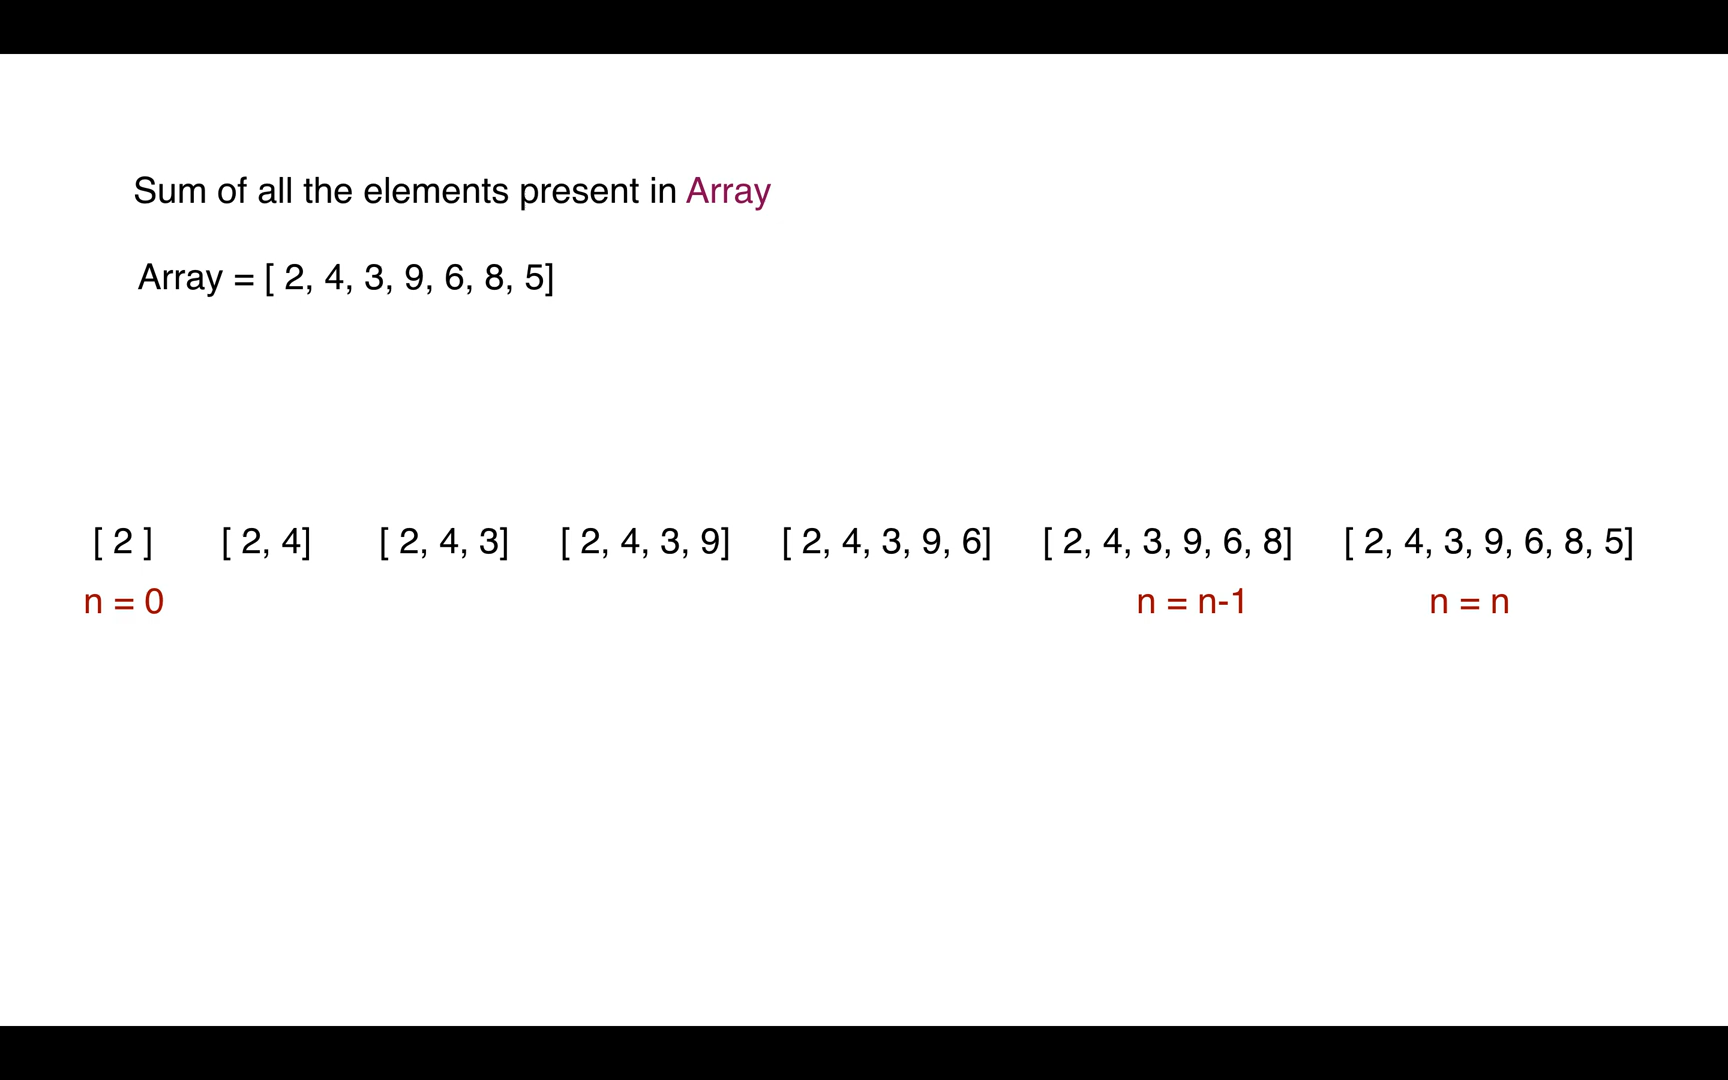 Sum of all the elements present in Array
Array = [ 2, 4, 3, 9, 6, 8, 5]
[ 2 ] [ 2, 4] [ 2, 4, 3] [ 2, 4, 3, 9] [ 2, 4, 3, 9, 6] [ 2, 4, 3, 9, 6, 8] [ 2, 4, 3, 9, 6, 8, 5]
n = 0 n = n-1 n = n